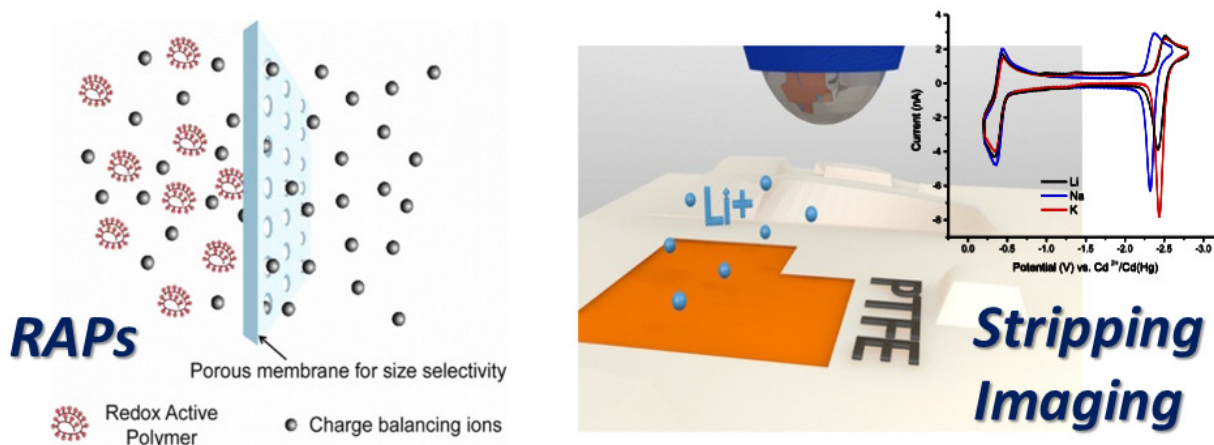 RAPs
Porous membrane for size selectivity
Redox Active
Polymer
Charge balancing ions
Li+
PTFE
4
2
0
-2
-4
-6
-8
Current (nA)
Li
Na
K
0.0 -0.5 -1.0 -1.5 -2.0 -2.5 -3.0
Potential (V) vs. Cd 2+/Cd(Hg)
Stripping
Imaging